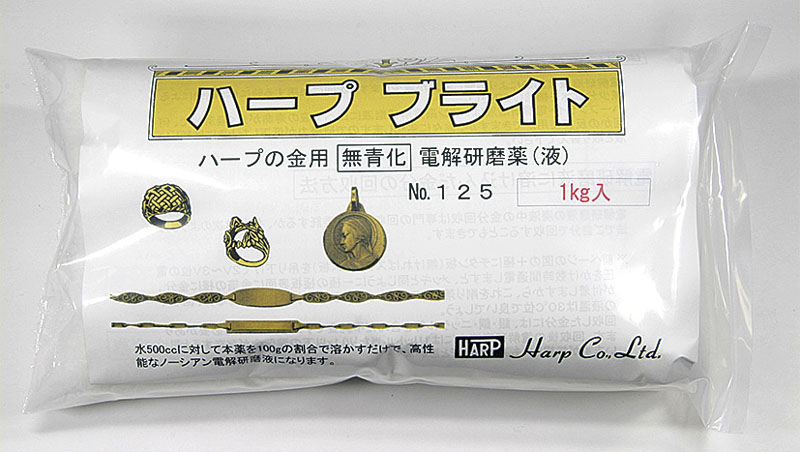 ハープ ブライト
ハープの金用 無青化 電解研磨薬(液)
No.125 1kg入
水500ccに対して本薬を100gの割合で溶かすだけで、高性
能なノーシアン電解研磨液になります。
HARP Harp Co.,Ltd.